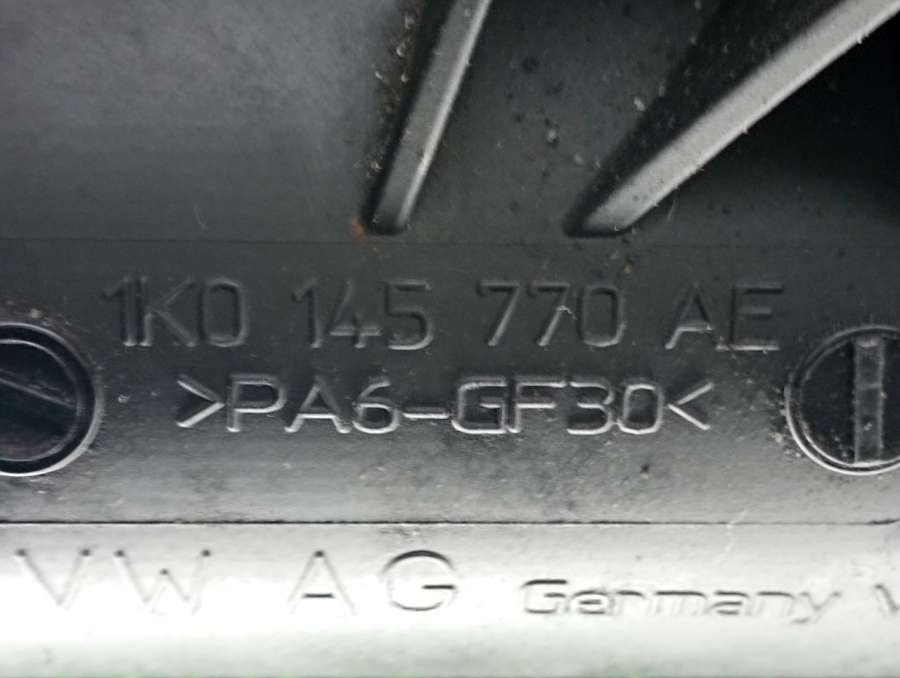 1K0 145 770 AE
>PA6-GF30<
VW AG Germany